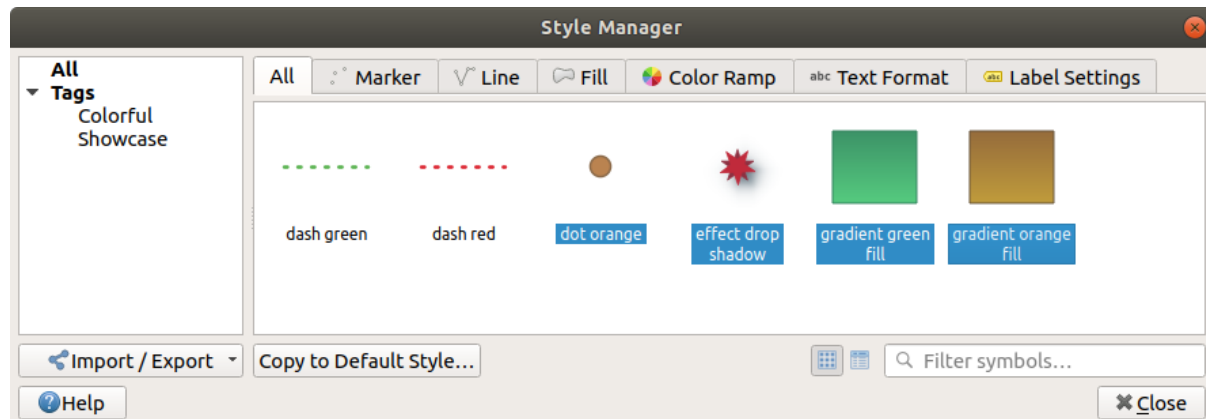 Style Manager
All
Tags
Colorful
Showcase
All
Marker
Line
Fill
Color Ramp
abc Text Format
abc Label Settings
dash green
dash red
dot orange
effect drop
shadow
gradient green
fill
gradient orange
fill
Import / Export
Copy to Default Style...
Filter symbols...
Help
Close